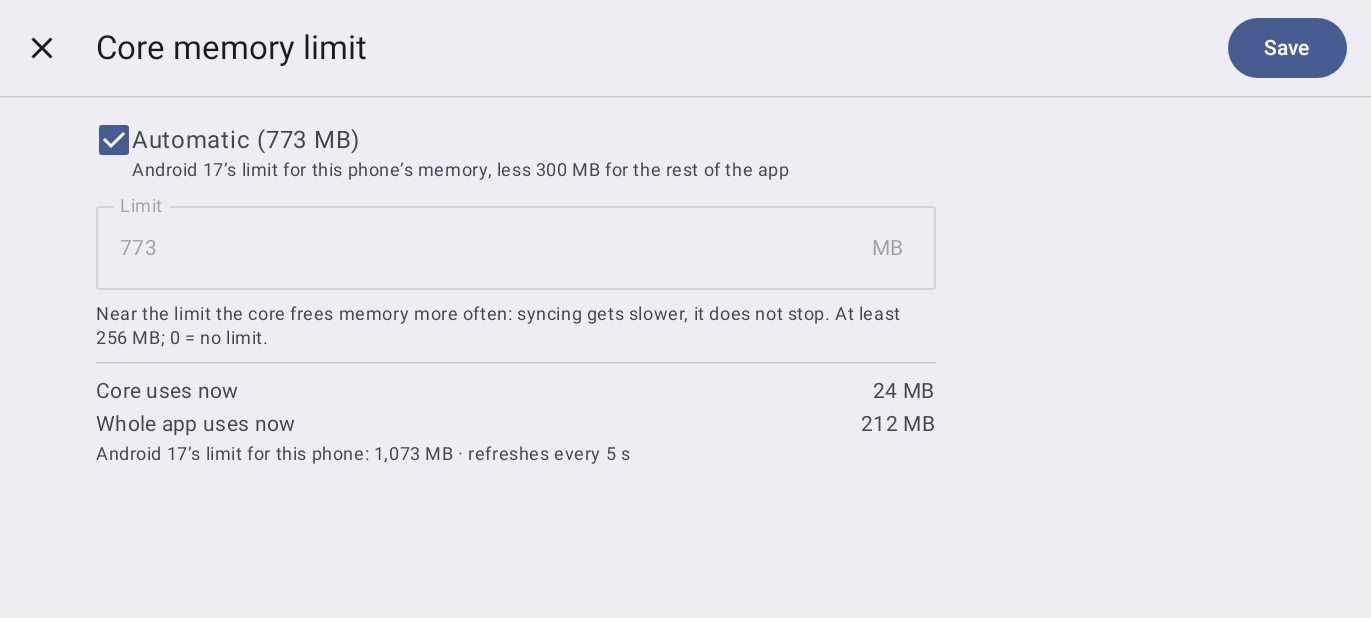 Core memory limit
Save
Automatic (773 MB)
Android 17’s limit for this phone’s memory, less 300 MB for the rest of the app
Limit
773 MB
Near the limit the core frees memory more often: syncing gets slower, it does not stop. At least
256 MB; 0 = no limit.
Core uses now 24 MB
Whole app uses now 212 MB
Android 17’s limit for this phone: 1,073 MB · refreshes every 5 s